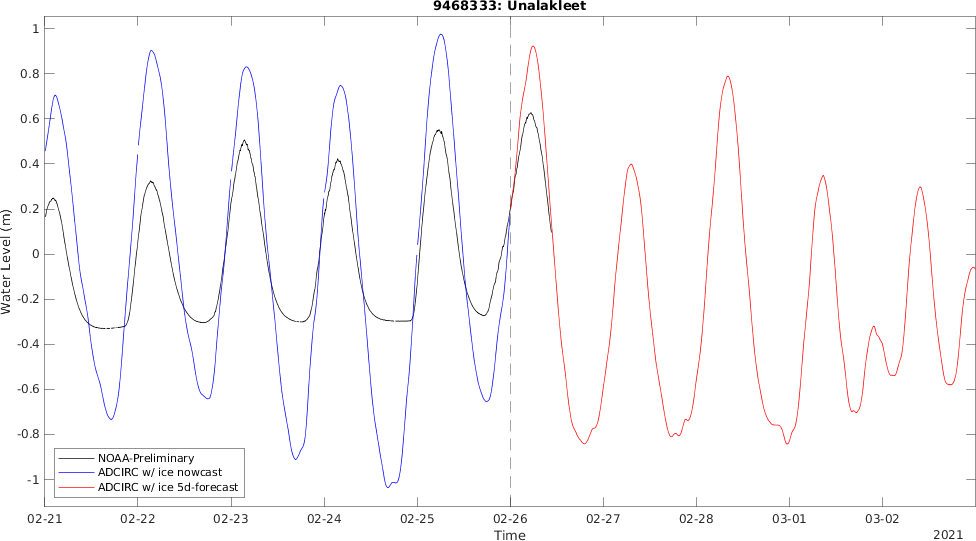 9468333: Unalakleet
Water Level (m)
1
0.8
0.6
0.4
0.2
0
-0.2
-0.4
-0.6
-0.8
-1
NOAA-Preliminary
ADCIRC w/ ice nowcast
ADCIRC w/ ice 5d-forecast
02-21 02-22 02-23 02-24 02-25 02-26 02-27 02-28 03-01 03-02
Time
2021